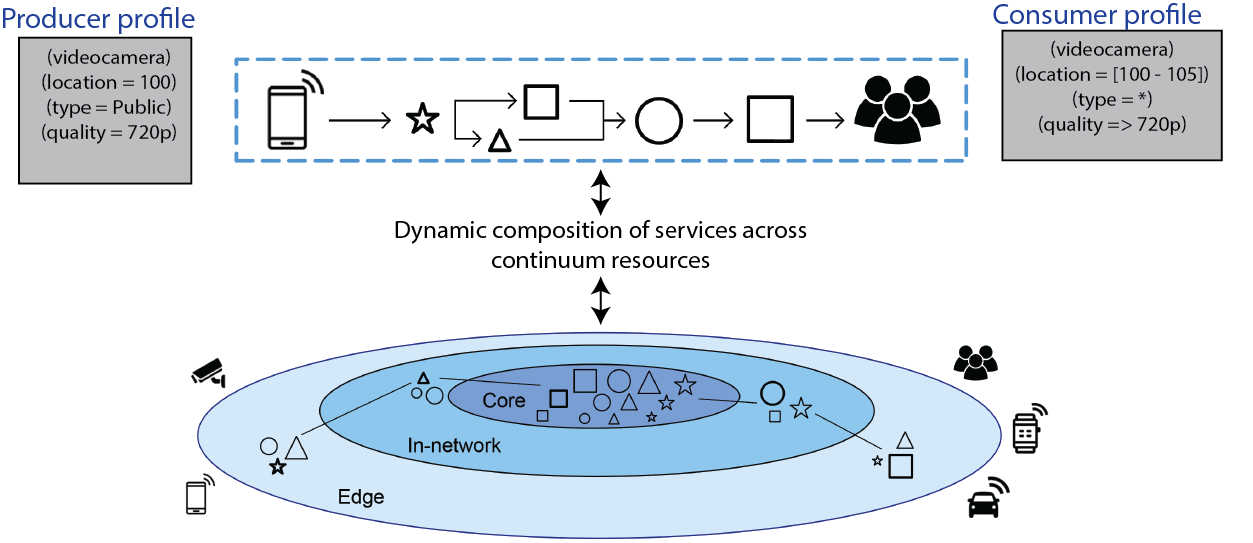 Producer profile
(videocamera)
(location = 100)
(type = Public)
(quality = 720p)
Consumer profile
(videocamera)
(location = [100 - 105])
(type = *)
(quality => 720p)
Dynamic composition of services across
continuum resources
Core
In-network
Edge